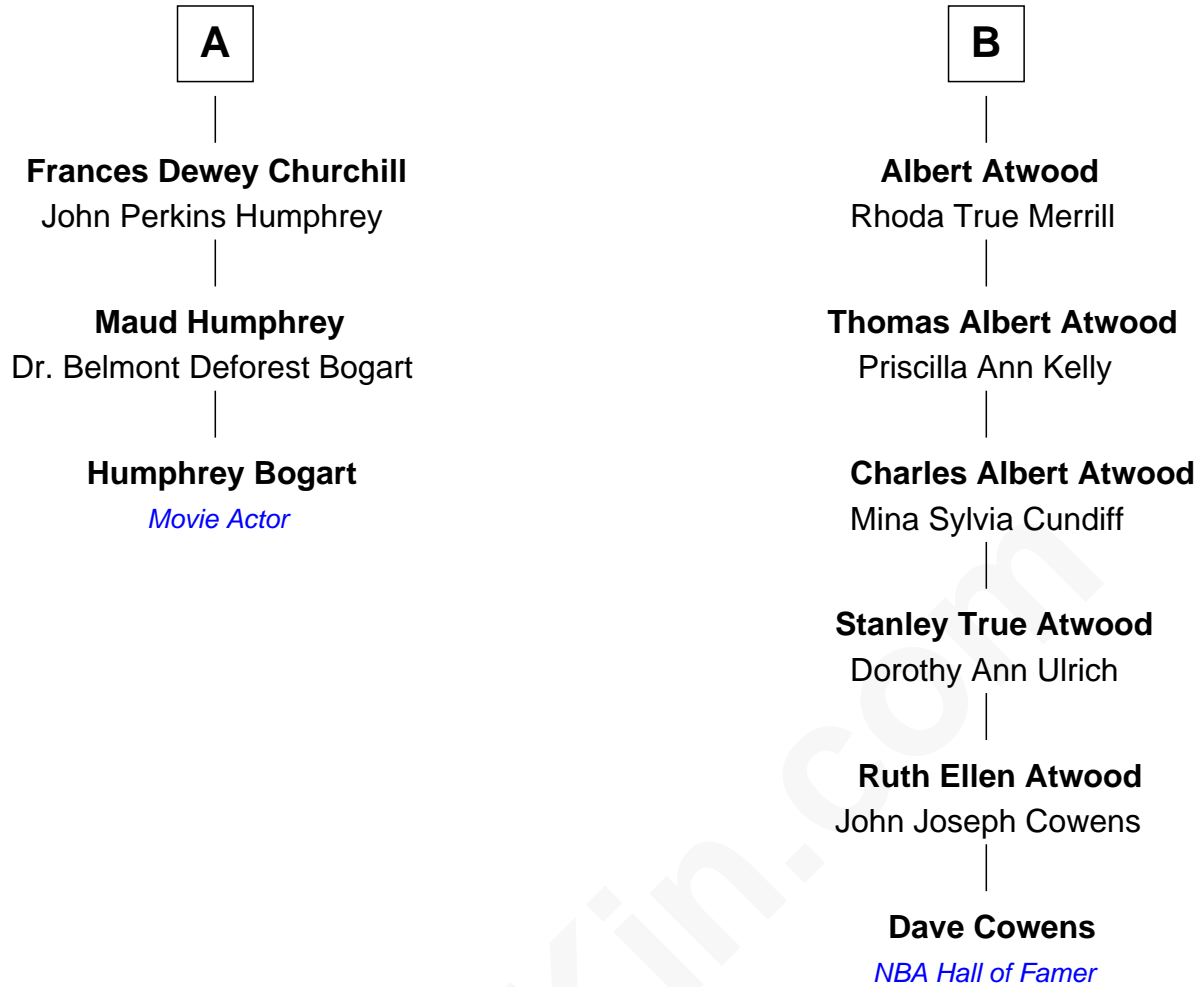 A
Frances Dewey Churchill
John Perkins Humphrey
Maud Humphrey
Dr. Belmont Deforest Bogart
Humphrey Bogart
Movie Actor
B
Albert Atwood
Rhoda True Merrill
Thomas Albert Atwood
Priscilla Ann Kelly
Charles Albert Atwood
Mina Sylvia Cundiff
Stanley True Atwood
Dorothy Ann Ulrich
Ruth Ellen Atwood
John Joseph Cowens
Dave Cowens
NBA Hall of Famer